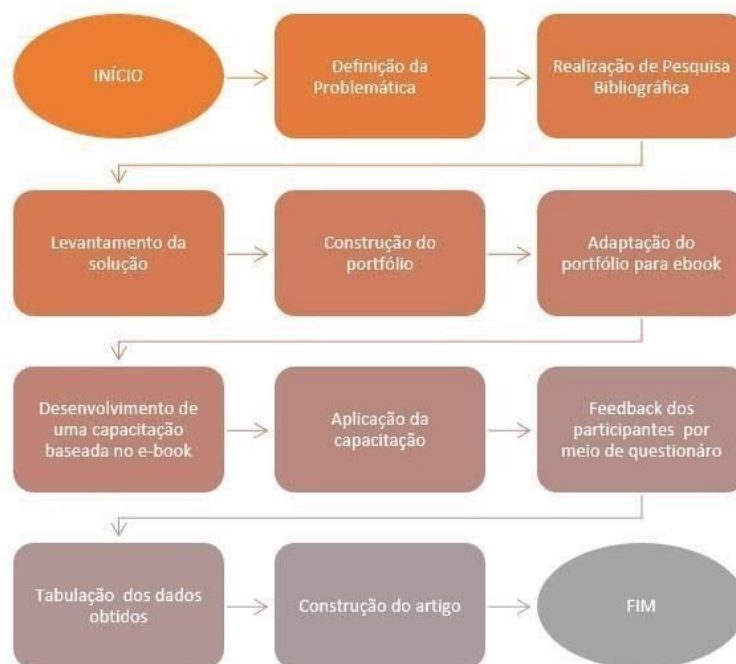 INÍCIO
Definição da
Problemática
Realização de Pesquisa
Bibliográfica
Levantamento da
solução
Construção do
portfólio
Adaptação do
portfólio para ebook
Desenvolvimento de
uma capacitação
baseada no e-book
Aplicação da
capacitação
Feedback dos
participantes por
meio de questionáro
Tabulação dos dados
obtidos
Construção do artigo
FIM